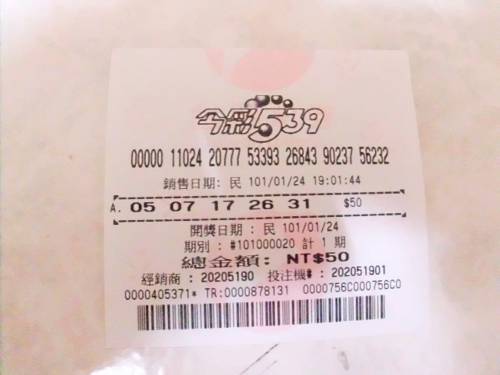 今彩539
00000 11024 20777 53393 26843 90237 56232
銷售日期: 民 101/01/24 19:01:44
A. 05 07 17 26 31 $50
開獎日期 : 民 101/01/24
期別 : #101000020 計 1 期
總金額: NT$50
經銷商 : 20205190 投注機# : 202051901
0000405371* TR:0000878131 0000756C000756C0